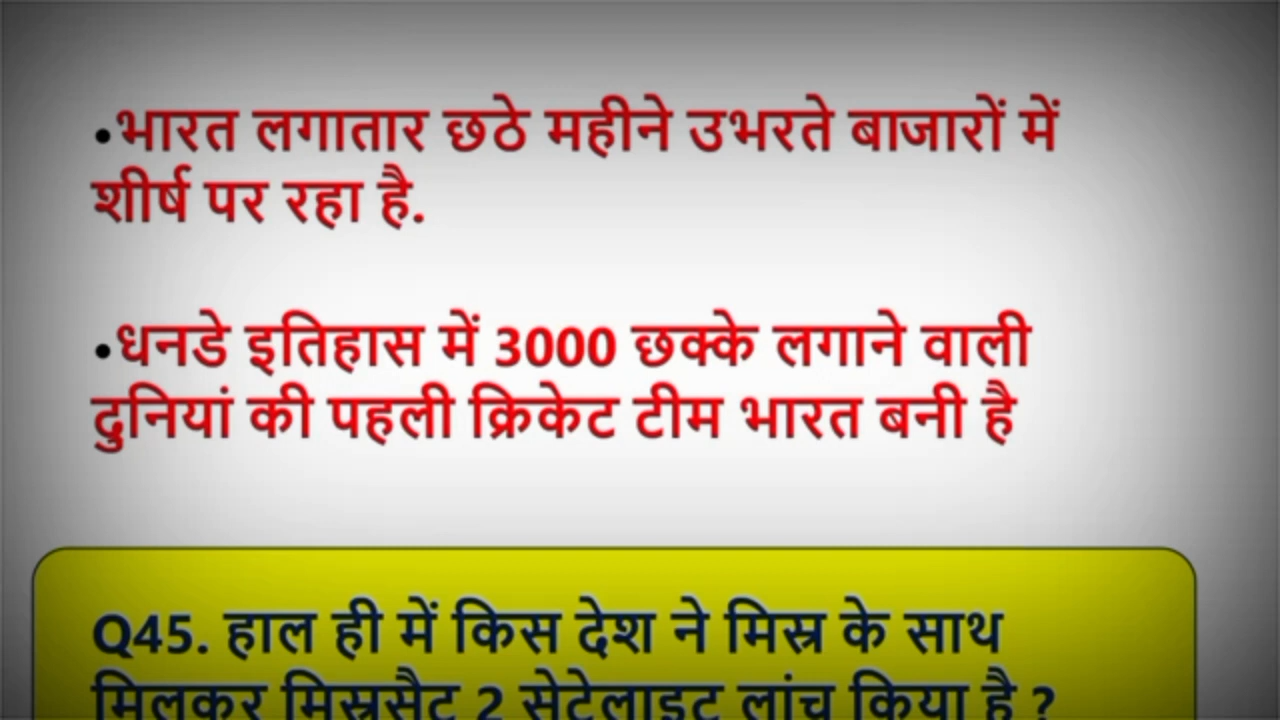 •भारत लगातार छठे महीने उभरते बाजारों में
शीर्ष पर रहा है.
•धनडे इतिहास में 3000 छक्के लगाने वाली
दुनियां की पहली क्रिकेट टीम भारत बनी है
Q45. हाल ही में किस देश ने मिस्र के साथ
मिलकर मिस्रसैट 2 सेटेलाइट लांच किया है ?